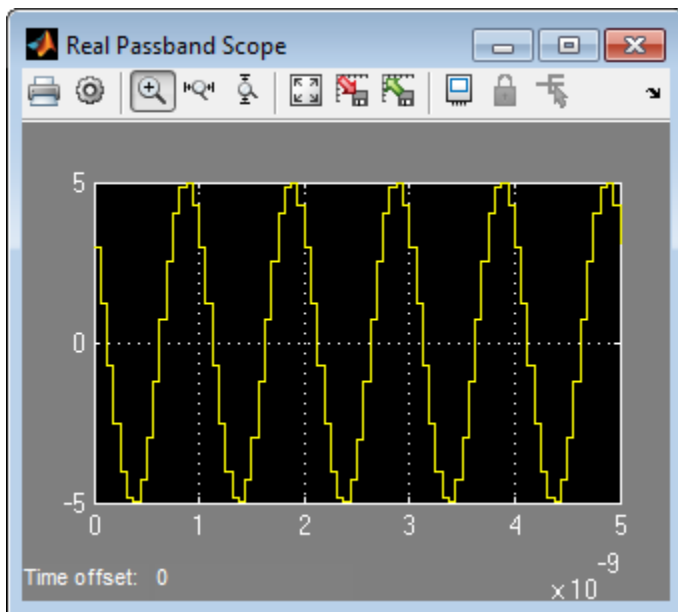 Real Passband Scope
5
0
-5
0 1 2 3 4 5
Time offset: 0
x 10 -9